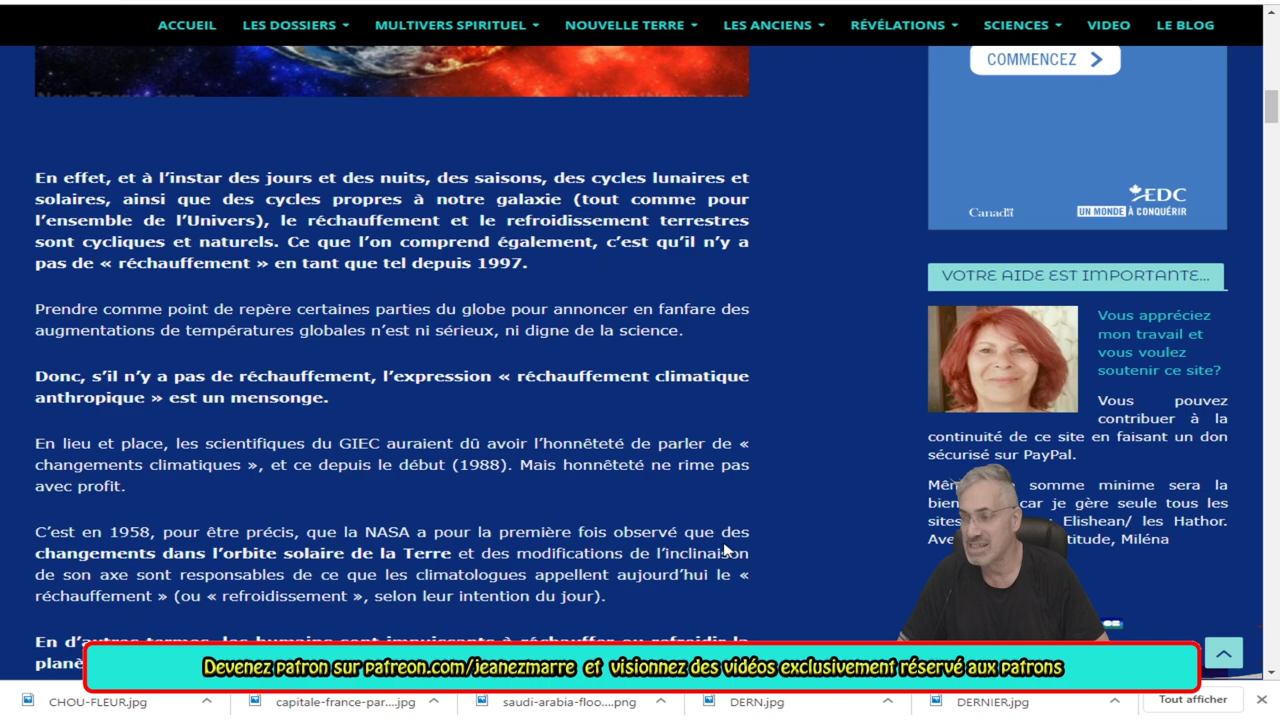 ACCUEIL LES DOSSIERS MULTIVERS SPIRITUEL NOUVELLE TERRE LES ANCIENS RÉVÉLATIONS SCIENCES VIDEO LE BLOG
En effet, et à l'instar des jours et des nuits, des saisons, des cycles lunaires et
solaires, ainsi que des cycles propres à notre galaxie (tout comme pour
l'ensemble de l'Univers), le réchauffement et le refroidissement terrestres
sont cycliques et naturels. Ce que l'on comprend également, c'est qu'il n'y a
pas de « réchauffement » en tant que tel depuis 1997.
Prendre comme point de repère certaines parties du globe pour annoncer en fanfare des
augmentations de températures globales n'est ni sérieux, ni digne de la science.
Donc, s'il n'y a pas de réchauffement, l'expression « réchauffement climatique
anthropique » est un mensonge.
En lieu et place, les scientifiques du GIEC auraient dû avoir l'honnêteté de parler de «
changements climatiques », et ce depuis le début (1988). Mais honnêteté ne rime pas
avec profit.
C'est en 1958, pour être précis, que la NASA a pour la première fois observé que des
changements dans l'orbite solaire de la Terre et des modifications de l'inclinaison
de son axe sont responsables de ce que les climatologues appellent aujourd'hui le «
réchauffement » (ou « refroidissement », selon leur intention du jour).
En d'autres termes, les humains sont impuissants à réchauffer ou refroidir la
COMMENCEZ
EDC
Canada
UN MONDE À CONQUÉRIR
VOTRE AIDE EST IMPORTANTE...
Vous appréciez
mon travail et
vous voulez
soutenir ce site?
Vous pouvez
contribuer à la
continuité de ce site en faisant un don
sécurisé sur PayPal.
somme minime sera la
car je gère seule tous les
sites Elishean/ les Hathor.
Miléna
Devenez patron sur patreon.com/jeanezmarre et visionnez des vidéos exclusivement réservé aux patrons
CHOU-FLEUR.jpg capitale-france-par....jpg saudi-arabia-floo....png DERN.jpg DERNIER.jpg Tout afficher